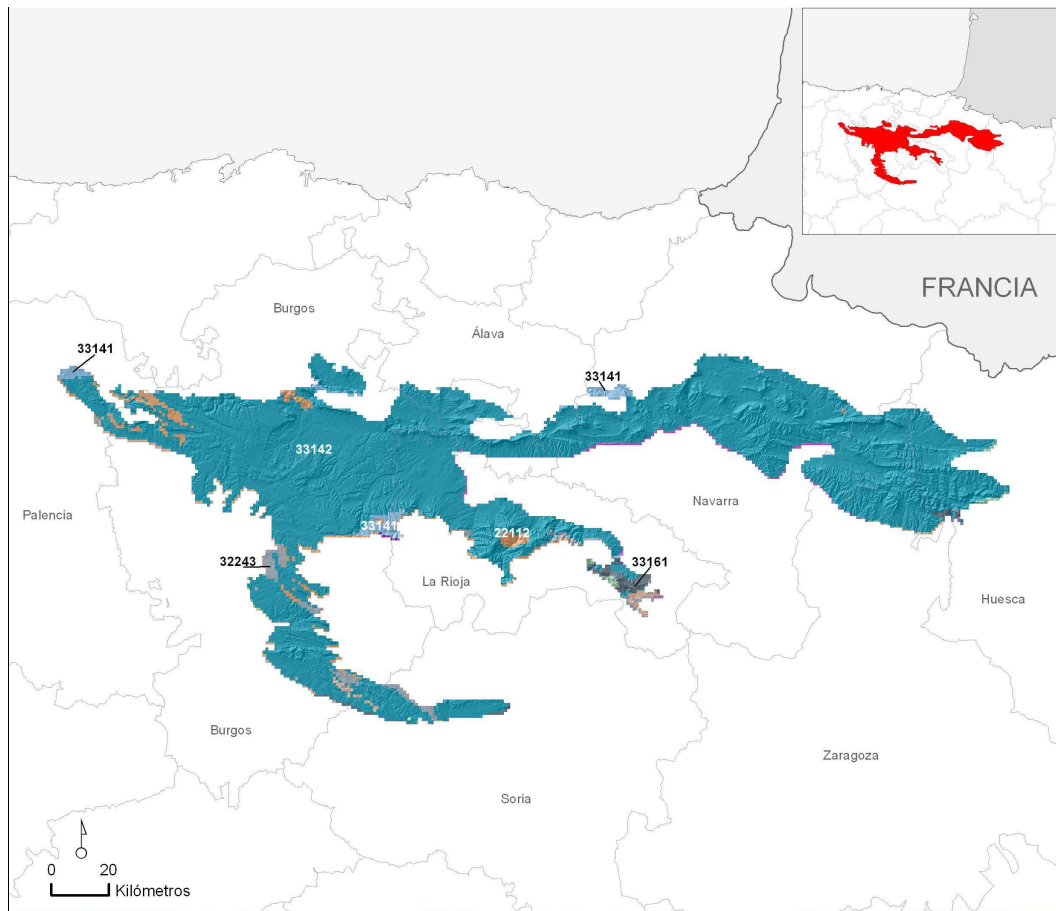 FRANCIA
Burgos
Álava
33141
33141
33142
Navarra
Palencia
33141
22112
32243
33161
La Rioja
Huesca
Burgos
Zaragoza
Soria
0 20
Kilómetros